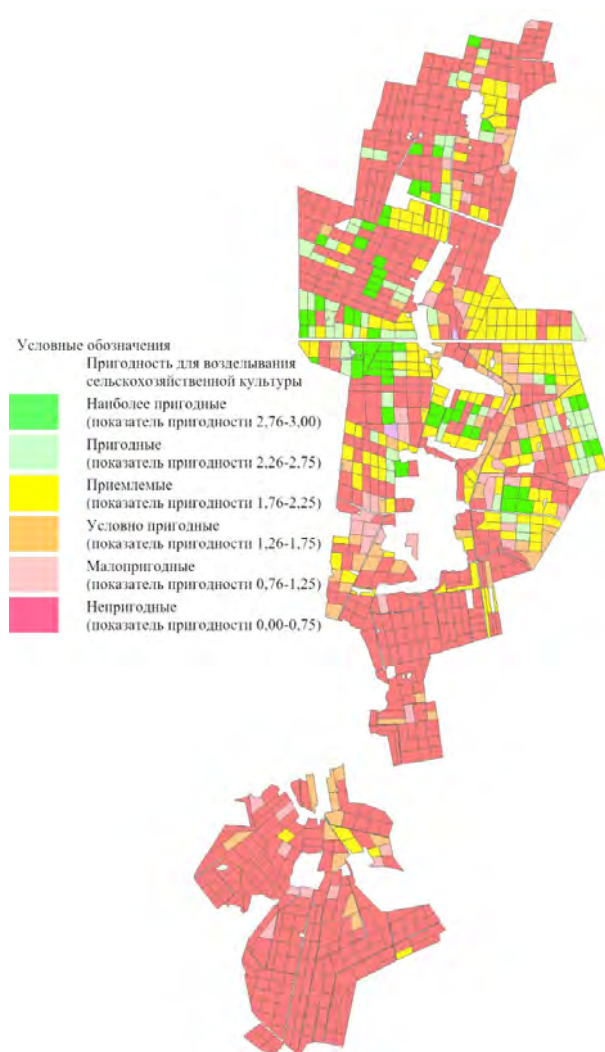 Условные обозначения
Пригодность для возделывания
сельскохозяйственной культуры
Наиболее пригодные
(показатель пригодности 2,76-3,00)
Пригодные
(показатель пригодности 2,26-2,75)
Приемлемые
(показатель пригодности 1,76-2,25)
Условно пригодные
(показатель пригодности 1,26-1,75)
Малопригодные
(показатель пригодности 0,76-1,25)
Непригодные
(показатель пригодности 0,00-0,75)